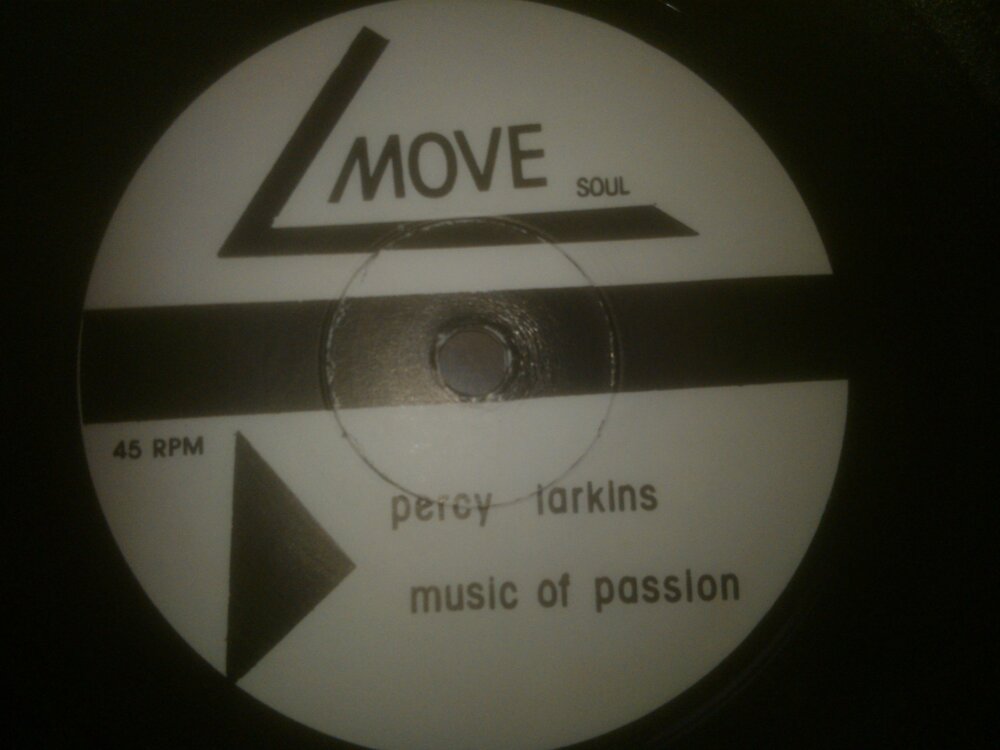 MOVE
SOUL
45 RPM
percy larkins
music of passion